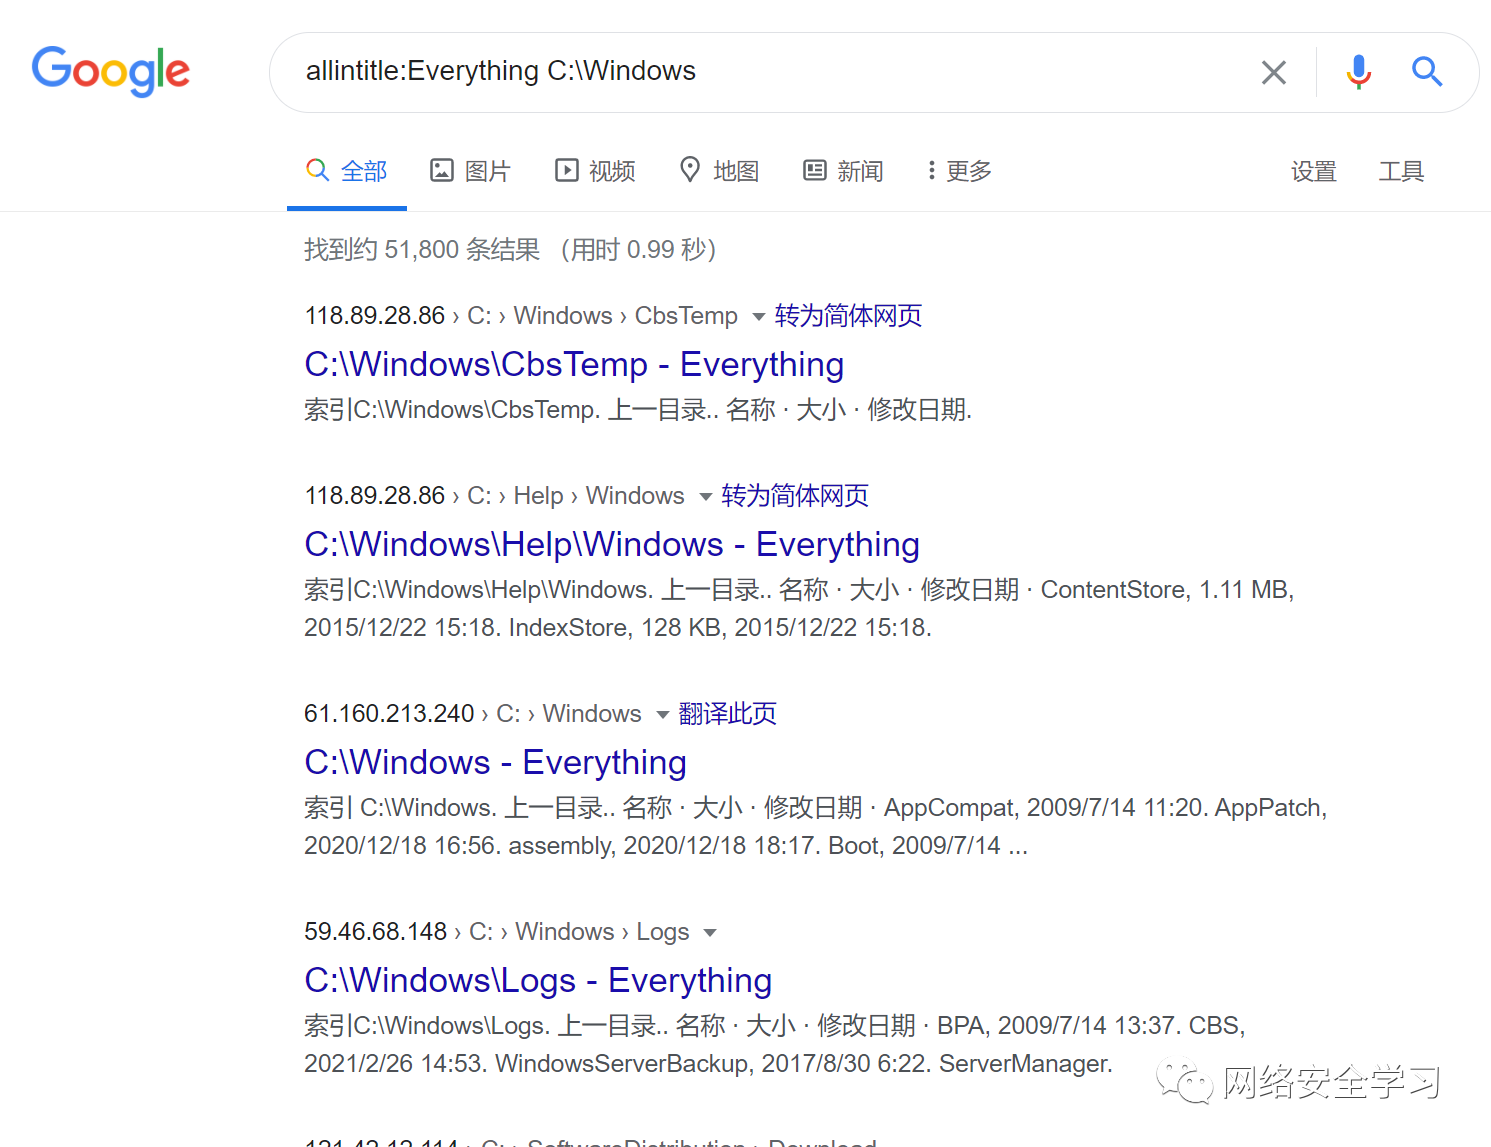 Google
allintitle:Everything C:\Windows
全部 图片 视频 地图 新闻 更多 设置 工具
找到约 51,800 条结果 （用时 0.99 秒）
118.89.28.86 › C: › Windows › CbsTemp 转为简体网页
C:\Windows\CbsTemp - Everything
索引C:\Windows\CbsTemp. 上一目录.. 名称 · 大小 · 修改日期.
118.89.28.86 › C: › Help › Windows 转为简体网页
C:\Windows\Help\Windows - Everything
索引C:\Windows\Help\Windows. 上一目录.. 名称 · 大小 · 修改日期 · ContentStore, 1.11 MB,
2015/12/22 15:18. IndexStore, 128 KB, 2015/12/22 15:18.
61.160.213.240 › C: › Windows 翻译此页
C:\Windows - Everything
索引 C:\Windows. 上一目录.. 名称 · 大小 · 修改日期 · AppCompat, 2009/7/14 11:20. AppPatch,
2020/12/18 16:56. assembly, 2020/12/18 18:17. Boot, 2009/7/14 ...
59.46.68.148 › C: › Windows › Logs
C:\Windows\Logs - Everything
索引C:\Windows\Logs. 上一目录.. 名称 · 大小 · 修改日期 · BPA, 2009/7/14 13:37. CBS,
2021/2/26 14:53. WindowsServerBackup, 2017/8/30 6:22. ServerManager.
网络安全学习
C: › SoftwareDistribution › Download